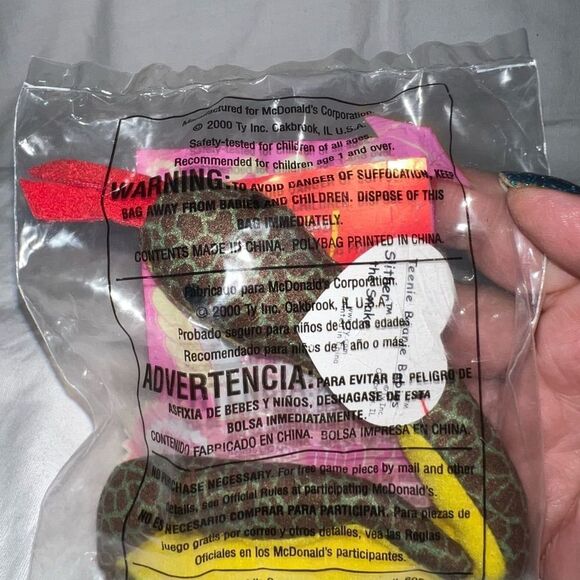 Manufactured for McDonald's Corporation.
© 2000 Ty Inc. Oakbrook, IL U.S.A.
Safety-tested for children of all ages.
Recommended for children age 1 and over.
WARNING: TO AVOID DANGER OF SUFFOCATION, KEEP
BAG AWAY FROM BABIES AND CHILDREN. DISPOSE OF THIS
BAG IMMEDIATELY.
CONTENTS MADE IN CHINA. POLYBAG PRINTED IN CHINA.
Fabricado para McDonald's Corporation
© 2000 Ty Inc. Oakbrook, IL U.S.A.
Probado seguro para niños de todas edades.
Recomendado para niños de 1 año o más.
ADVERTENCIA: PARA EVITAR EL PELIGRO DE
ASFIXIA DE BEBES Y NIÑOS, DESHAGASE DE ESTA
BOLSA INMEDIATAMENTE.
CONTENIDO FABRICADO EN CHINA. BOLSA IMPRESA EN CHINA.
NO PURCHASE NECESSARY. For free game piece by mail and other
details, see Official Rules at participating McDonald's.
NO ES NECESARIO COMPRAR PARA PARTICIPAR. Para piezas de
juego gratis por correo y otros detalles, vea las Reglas
Oficiales en los McDonald's participantes.
Teenie Beanie Babies™
Slither™
the Snake